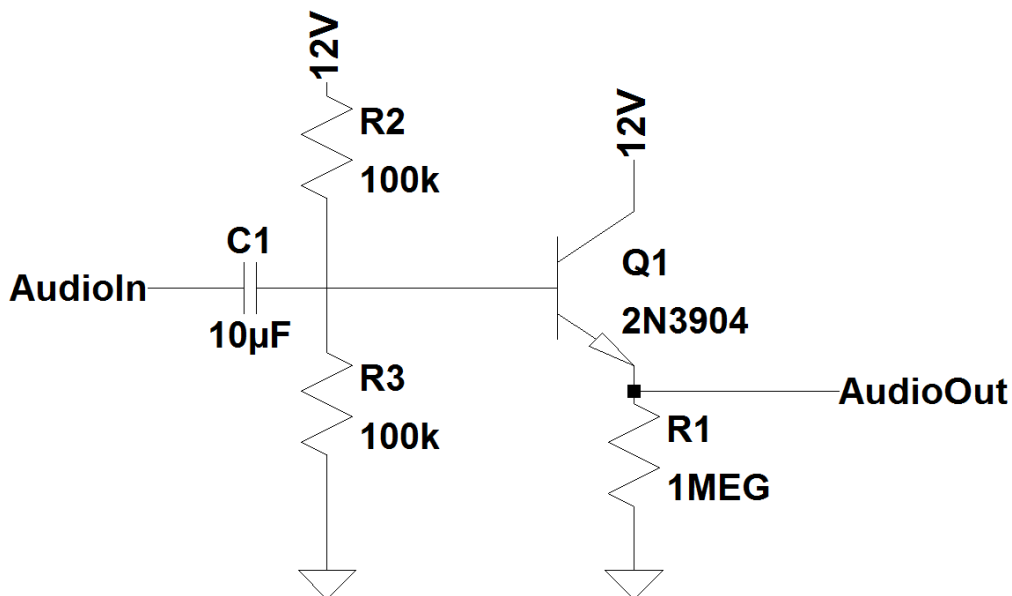 12V
R2
100k
12V
C1
AudioIn
10µF
Q1
2N3904
R3
100k
AudioOut
R1
1MEG